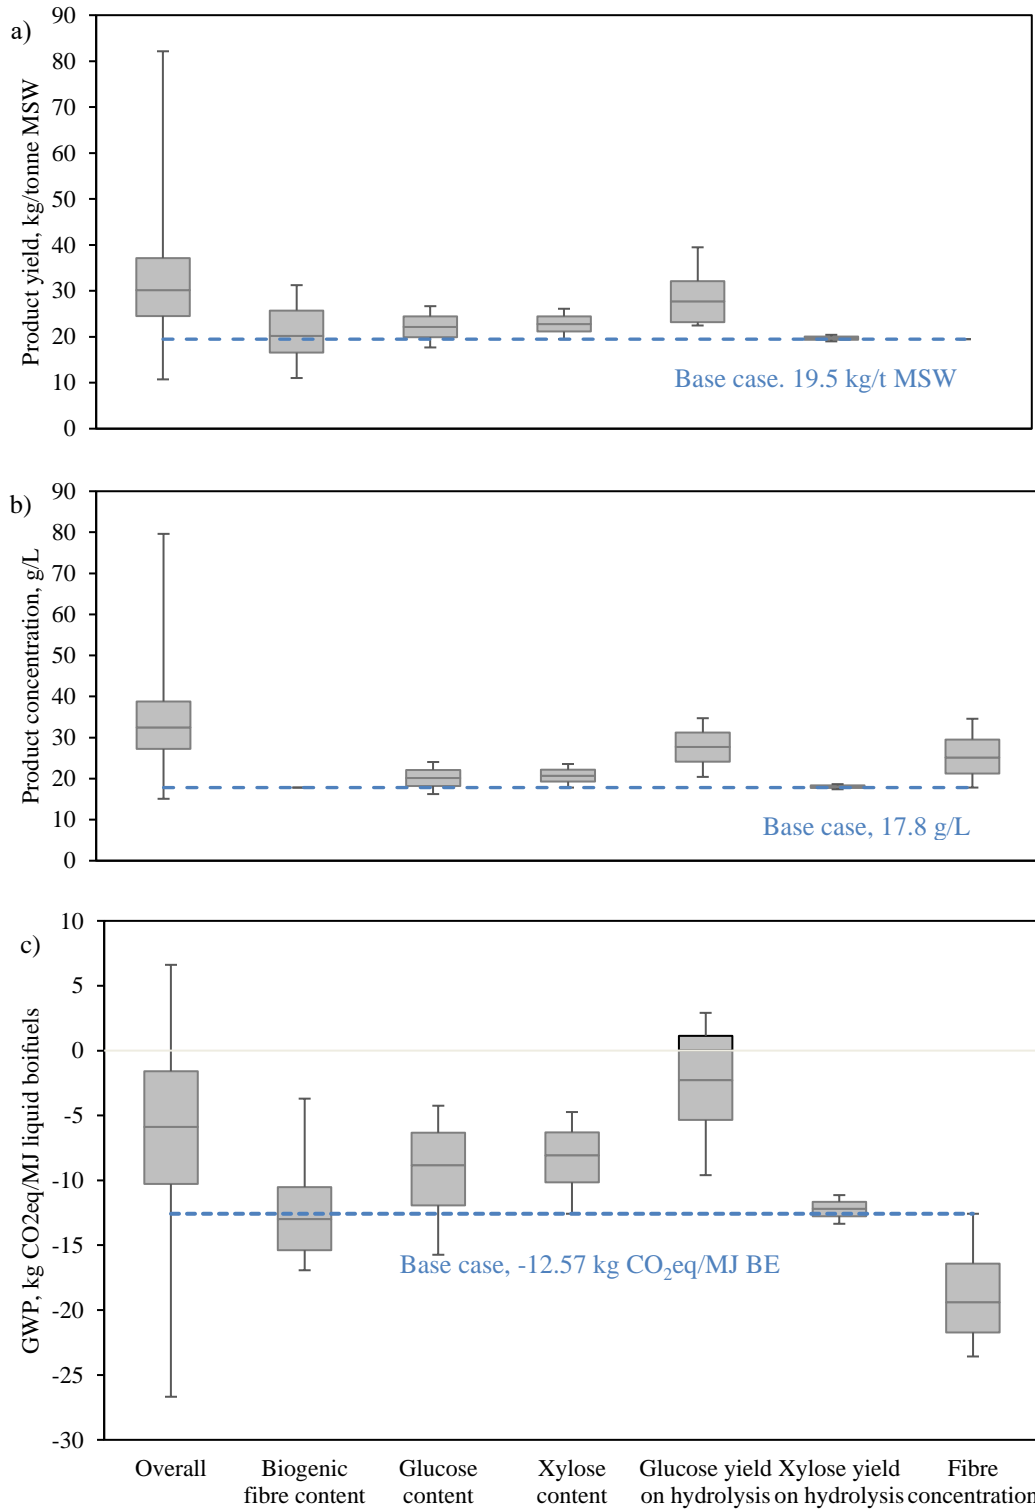 a)
Product yield, kg/tonne MSW
90
80
70
60
50
40
30
20
10
0
Base case. 19.5 kg/t MSW
b)
Product concentration, g/L
90
80
70
60
50
40
30
20
10
0
Base case, 17.8 g/L
c)
GWP, kg CO2eq/MJ liquid boifuels
10
5
0
-5
-10
-15
-20
-25
-30
Base case, -12.57 kg CO₂eq/MJ BE
Overall
Biogenic
fibre content
Glucose
content
Xylose
content
Glucose yield
on hydrolysis
Xylose yield
on hydrolysis
Fibre
concentration